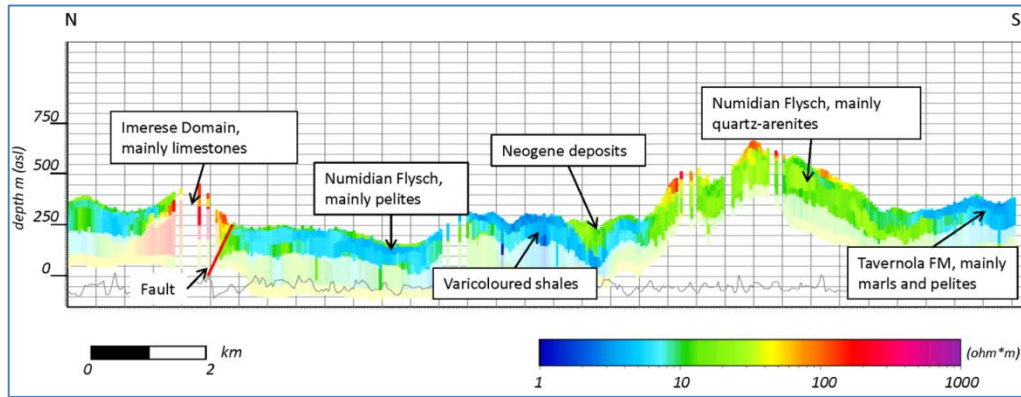 N
S
750
500
250
0
depth m (asl)
Imerese Domain,
mainly limestones
Numidian Flysch,
mainly pelites
Neogene deposits
Numidian Flysch, mainly
quartz-arenites
Fault
Varicoloured shales
Tavernola FM, mainly
marls and pelites
0 2 km
(ohm*m)
1 10 100 1000